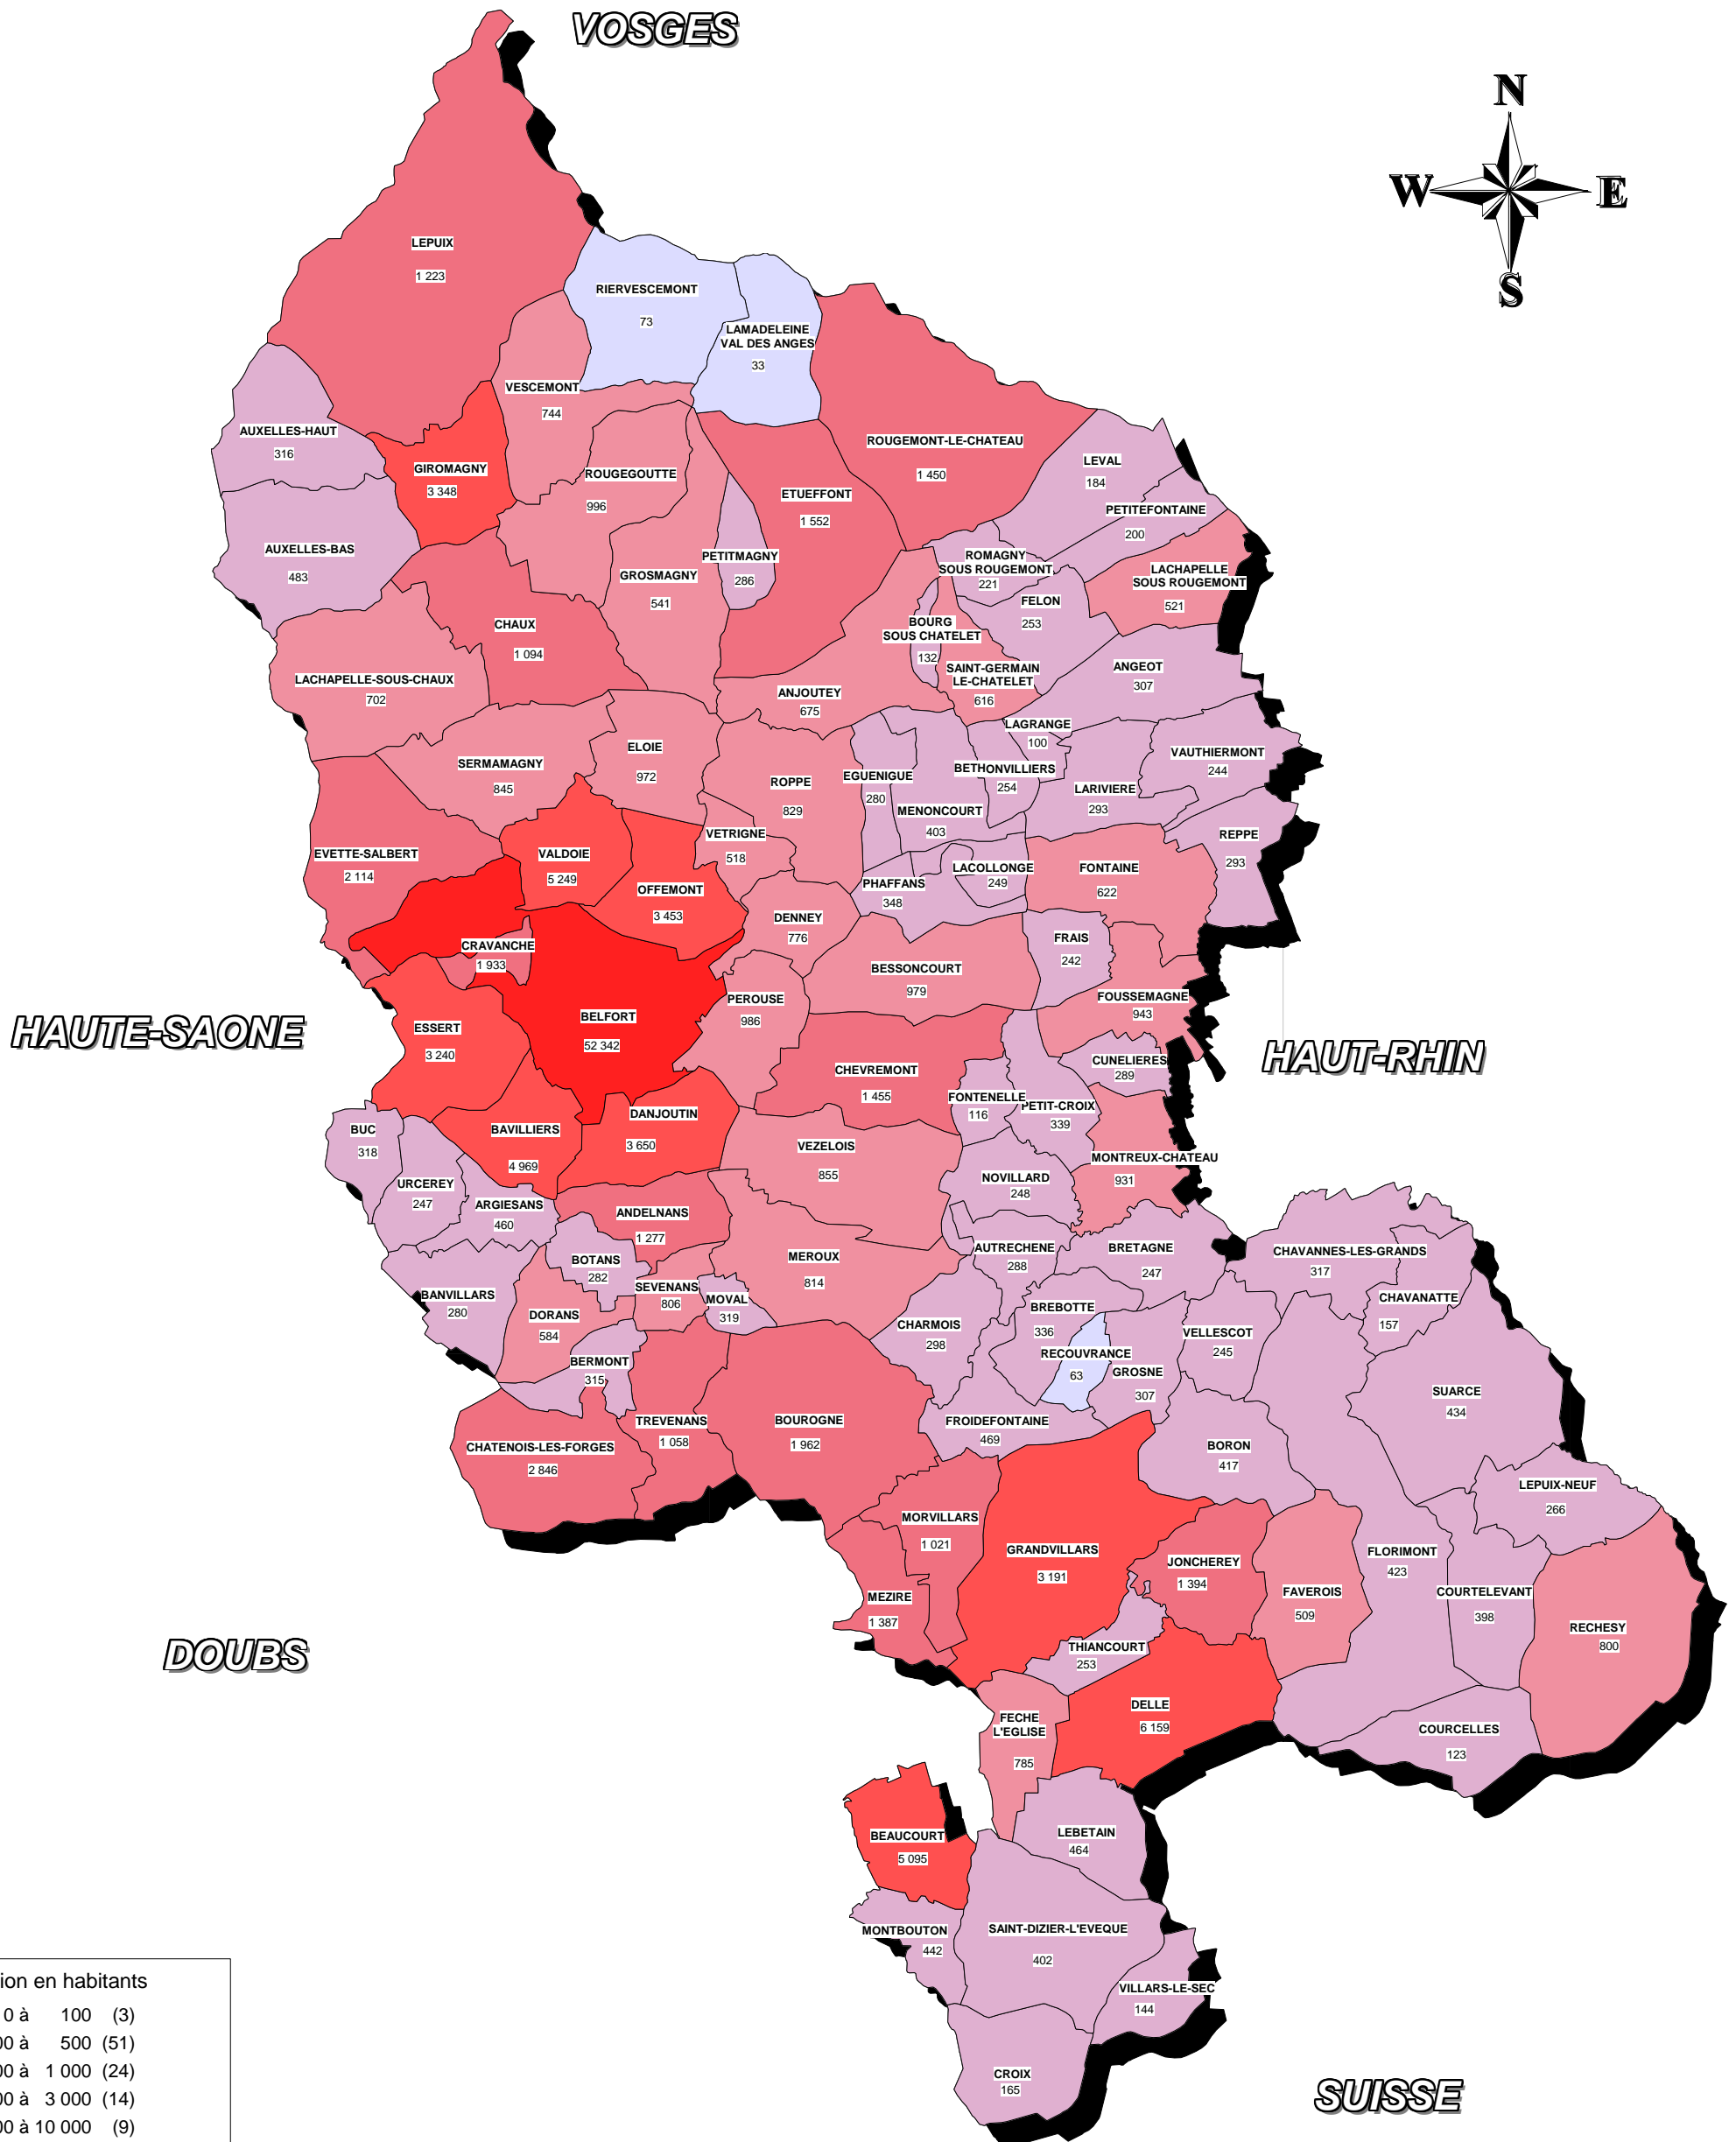 VOSGES
N
W
E
S
LEPUIX
1 223
RIERVESCEMONT
73
LAMADELEINE
VAL DES ANGES
33
VESCEMONT
744
AUXELLES-HAUT
316
GIROMAGNY
3 348
ROUGEGOUTTE
996
ROUGEMONT-LE-CHATEAU
1 450
LEVAL
184
ETUEFFONT
1 552
PETITEFONTAINE
200
AUXELLES-BAS
483
PETITMAGNY
286
GROSMAGNY
541
ROMAGNY
SOUS ROUGEMONT
221
LACHAPELLE
SOUS ROUGEMONT
521
FELON
253
CHAUX
1 094
BOURG
SOUS CHATELET
132
LACHAPELLE-SOUS-CHAUX
702
SAINT-GERMAIN
LE-CHATELET
616
ANGEOT
307
ANJOUTEY
675
LAGRANGE
100
SERMAMAGNY
845
ELOIE
972
ROPPE
829
EGUENIGUE
280
BETHONVILLIERS
254
VAUTHIERMONT
244
LARIVIERE
293
MENONCOURT
403
VETRIGNE
518
REPPE
293
EVETTE-SALBERT
2 114
VALDOIE
5 249
OFFEMONT
3 453
PHAFFANS
348
LACOLLONGE
249
FONTAINE
622
DENNEY
776
CRAVANCHE
1 933
FRAIS
242
BESSONCOURT
979
PEROUSE
986
FOUSSEMAGNE
943
HAUTE-SAONE
ESSERT
3 240
BELFORT
52 342
HAUT-RHIN
CHEVREMONT
1 455
CUNELIERES
289
FONTENELLE
116
PETIT-CROIX
339
DANJOUTIN
3 650
BUC
318
BAVILLIERS
4 969
VEZELOIS
855
MONTREUX-CHATEAU
931
URCEREY
247
NOVILLARD
248
ARGIESANS
460
ANDELNANS
1 277
AUTRECHENE
288
BRETAGNE
247
CHAVANNES-LES-GRANDS
317
BOTANS
282
MEROUX
814
SEVENANS
806
MOVAL
319
BANVILLARS
280
CHAVANATTE
157
DORANS
584
BREBOTTE
336
CHARMOIS
298
VELLESCOT
245
BERMONT
315
RECOUVRANCE
63
GROSNE
307
SUARCE
434
TREVENANS
1 058
BOUROGNE
1 962
FROIDEFONTAINE
469
CHATENOIS-LES-FORGES
2 846
BORON
417
LEPUIX-NEUF
266
MORVILLARS
1 021
GRANDVILLARS
3 191
JONCHEREY
1 394
FLORIMONT
423
MEZIRE
1 387
FAVEROIS
509
COURTELEVANT
398
RECHESY
800
DOUBS
THIANCOURT
253
DELLE
6 159
FECHE
L'EGLISE
785
COURCELLES
123
BEAUCOURT
5 095
LEBETAIN
464
MONTBOUTON
442
SAINT-DIZIER-L'EVEQUE
402
VILLARS-LE-SEC
144
CROIX
165
SUISSE
ion en habitants
0 à 100 (3)
00 à 500 (51)
00 à 1 000 (24)
00 à 3 000 (14)
00 à 10 000 (9)